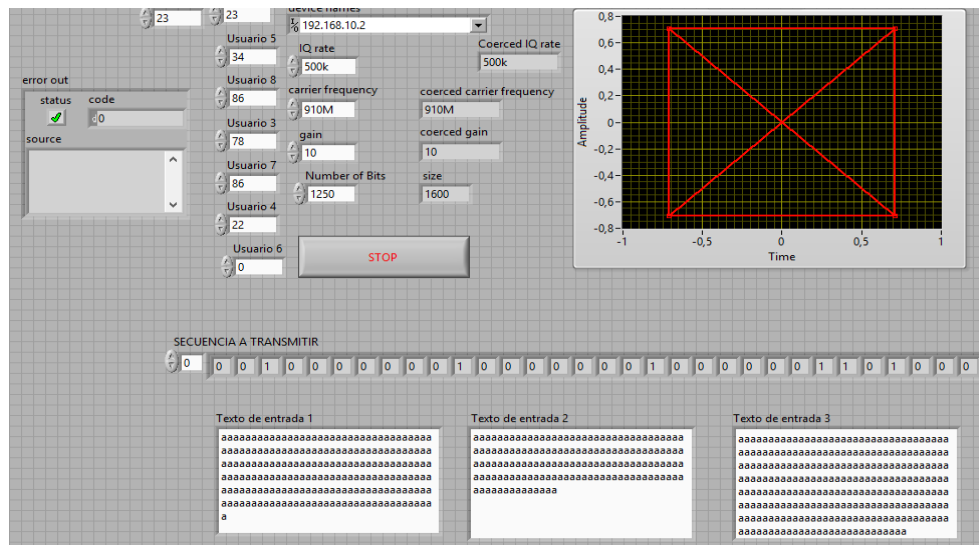 device names
23
23
192.168.10.2
Usuario 5
34
IQ rate
500k
Coerced IQ rate
500k
Usuario 8
86
carrier frequency
910M
coerced carrier frequency
910M
Usuario 3
78
gain
10
coerced gain
10
Usuario 7
86
Number of Bits
1250
size
1600
Usuario 4
22
Usuario 6
0
STOP
error out
status
code
0
source
Amplitude
0,8
0,6
0,4
0,2
0
-0,2
-0,4
-0,6
-0,8
-1 -0,5 0 0,5 1
Time
SECUENCIA A TRANSMITIR
0 0 0 1 0 0 0 0 0 0 0 1 0 0 0 0 0 0 0 1 0 0 0 0 0 0 1 1 0 1 0 0 0
Texto de entrada 1
aaaaaaaaaaaaaaaaaaaaaaaaaaaaaaaaaaa
aaaaaaaaaaaaaaaaaaaaaaaaaaaaaaaaaaa
aaaaaaaaaaaaaaaaaaaaaaaaaaaaaaaaaaa
aaaaaaaaaaaaaaaaaaaaaaaaaaaaaaaaaaa
aaaaaaaaaaaaaaaaaaaaaaaaaaaaaaaaaaa
aaaaaaaaaaaaaaaaaaaaaaaaaaaaaaaaaaa
a
Texto de entrada 2
aaaaaaaaaaaaaaaaaaaaaaaaaaaaaaaaaaa
aaaaaaaaaaaaaaaaaaaaaaaaaaaaaaaaaaa
aaaaaaaaaaaaaaaaaaaaaaaaaaaaaaaaaaa
aaaaaaaaaaaaaaaaaaaaaaaaaaaaaaaaaaa
aaaaaaaaaaaaaa
Texto de entrada 3
aaaaaaaaaaaaaaaaaaaaaaaaaaaaaaaaaaa
aaaaaaaaaaaaaaaaaaaaaaaaaaaaaaaaaaa
aaaaaaaaaaaaaaaaaaaaaaaaaaaaaaaaaaa
aaaaaaaaaaaaaaaaaaaaaaaaaaaaaaaaaaa
aaaaaaaaaaaaaaaaaaaaaaaaaaaaaaaaaaa
aaaaaaaaaaaaaaaaaaaaaaaaaaaaaaaaaaa
aaaaaaaaaaaaaaaaaaaaaaaaaaaaaaaaaaa
aaaaaaaaaaaaaaaaaaaaaaaaaaaa